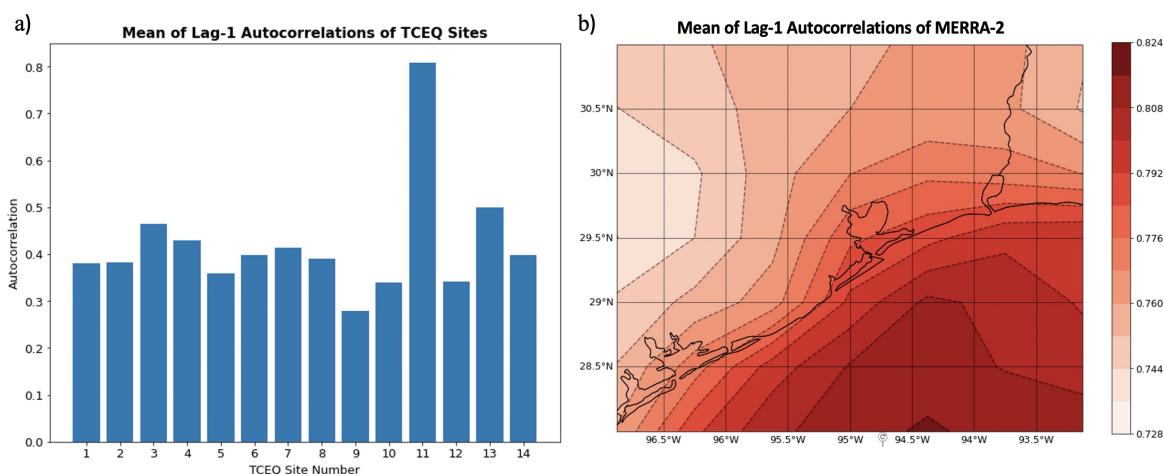 a)
Mean of Lag-1 Autocorrelations of TCEQ Sites
0.8
0.7
0.6
0.5
0.4
0.3
0.2
0.1
0.0
Autocorrelation
1 2 3 4 5 6 7 8 9 10 11 12 13 14
TCEQ Site Number
b)
Mean of Lag-1 Autocorrelations of MERRA-2
30.5°N
30°N
29.5°N
29°N
28.5°N
96.5°W 96°W 95.5°W 95°W 94.5°W 94°W 93.5°W
0.824
0.808
0.792
0.776
0.760
0.744
0.728